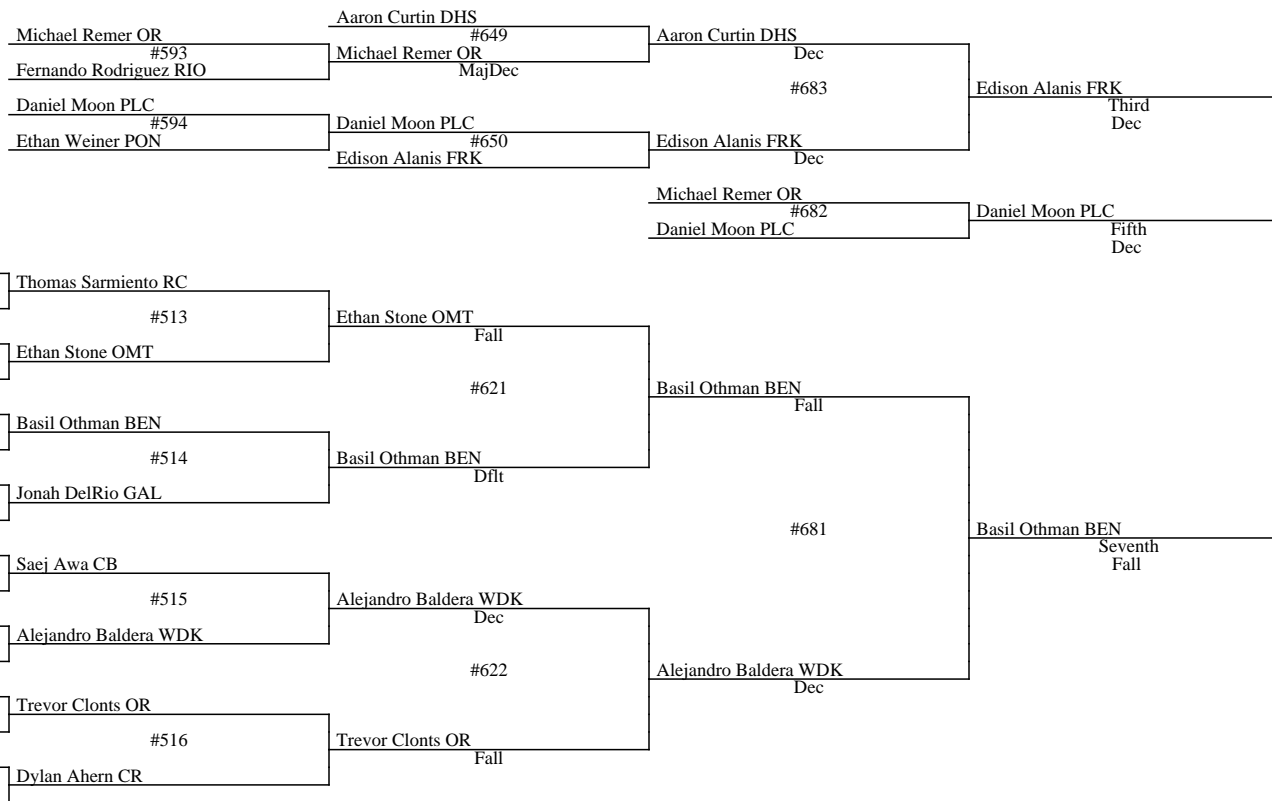 Aaron Curtin DHS
Michael Remer OR
#649
Aaron Curtin DHS
#593
Michael Remer OR
Dec
Fernando Rodriguez RIO
MajDec
#683
Edison Alanis FRK
Daniel Moon PLC
Third
#594
Daniel Moon PLC
Dec
Ethan Weiner PON
#650
Edison Alanis FRK
Edison Alanis FRK
Dec
Michael Remer OR
#682
Daniel Moon PLC
Daniel Moon PLC
Fifth
Dec
Thomas Sarmiento RC
#513
Ethan Stone OMT
Fall
Ethan Stone OMT
#621
Basil Othman BEN
Fall
Basil Othman BEN
#514
Basil Othman BEN
Dflt
Jonah DelRio GAL
#681
Basil Othman BEN
Seventh
Saej Awa CB
Fall
#515
Alejandro Baldera WDK
Dec
Alejandro Baldera WDK
#622
Alejandro Baldera WDK
Dec
Trevor Clonts OR
#516
Trevor Clonts OR
Fall
Dylan Ahern CR